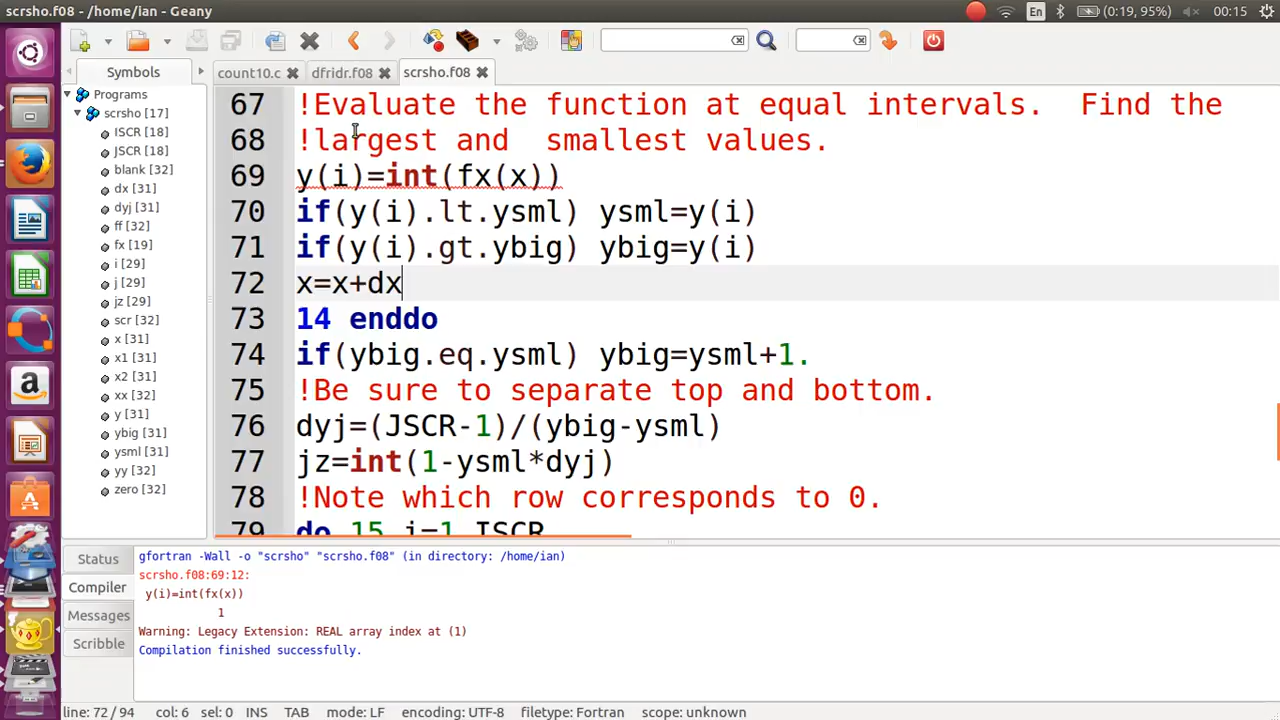 scrsho.f08 - /home/ian - Geany
En
(0:19, 95%)
00:15
Symbols
count10.c
dfridr.f08
scrsho.f08
Programs
scrsho [17]
ISCR [18]
JSCR [18]
blank [32]
dx [31]
dyj [31]
ff [32]
fx [19]
i [29]
j [29]
jz [29]
scr [32]
x [31]
x1 [31]
x2 [31]
xx [32]
y [31]
ybig [31]
ysml [31]
yy [32]
zero [32]
67 !Evaluate the function at equal intervals.  Find the
68 !largest and  smallest values.
69 y(i)=int(fx(x))
70 if(y(i).lt.ysml) ysml=y(i)
71 if(y(i).gt.ybig) ybig=y(i)
72 x=x+dx
73 14 enddo
74 if(ybig.eq.ysml) ybig=ysml+1.
75 !Be sure to separate top and bottom.
76 dyj=(JSCR-1)/(ybig-ysml)
77 jz=int(1-ysml*dyj)
78 !Note which row corresponds to 0.
79 do 15 i=1,ISCR
Status
Compiler
Messages
Scribble
gfortran -Wall -o "scrsho" "scrsho.f08" (in directory: /home/ian)
scrsho.f08:69:12:
y(i)=int(fx(x))
1
Warning: Legacy Extension: REAL array index at (1)
Compilation finished successfully.
line: 72 / 94 col: 6 sel: 0 INS TAB mode: LF encoding: UTF-8 filetype: Fortran scope: unknown